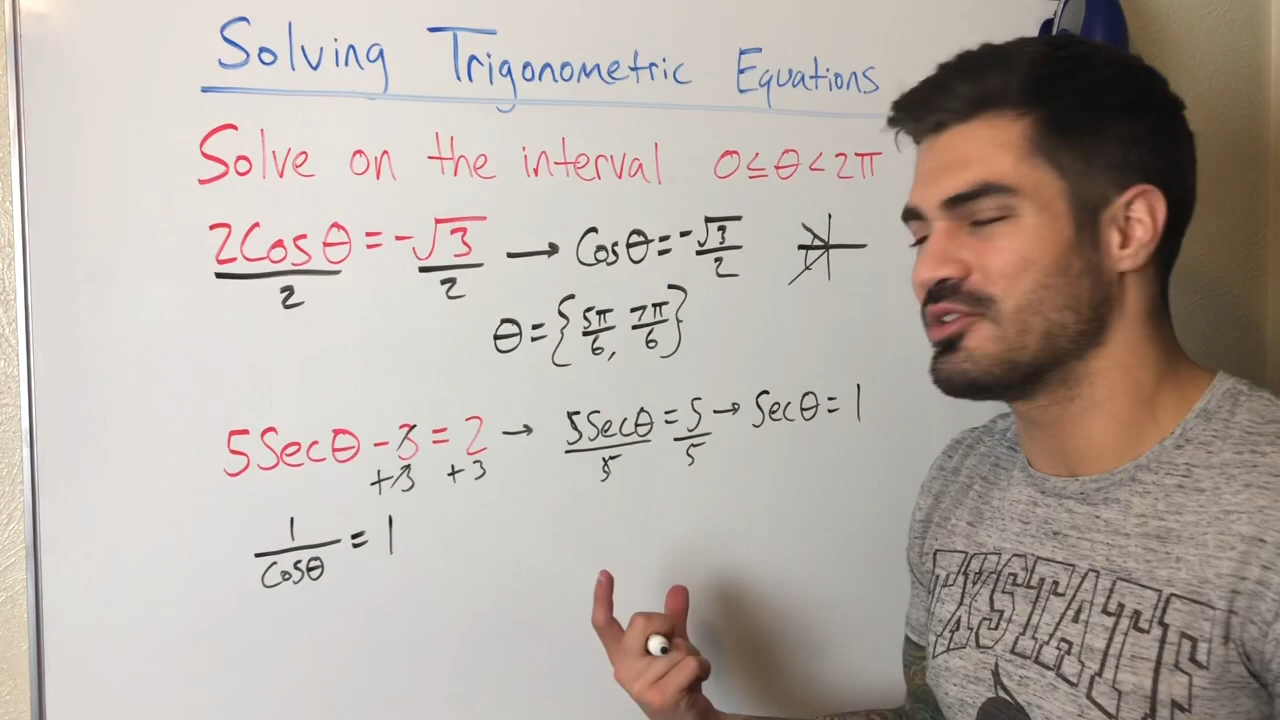 Solving Trigonometric Equations
Solve on the interval 0≤θ<2π
2Cosθ/2 = -√3/2 → Cosθ = -√3/2
θ = {5π/6, 7π/6}
5Secθ -3 = 2 → 5Secθ/5 = 5/5 → Secθ = 1
+3 +3
1/Cosθ = 1
TXSTATE